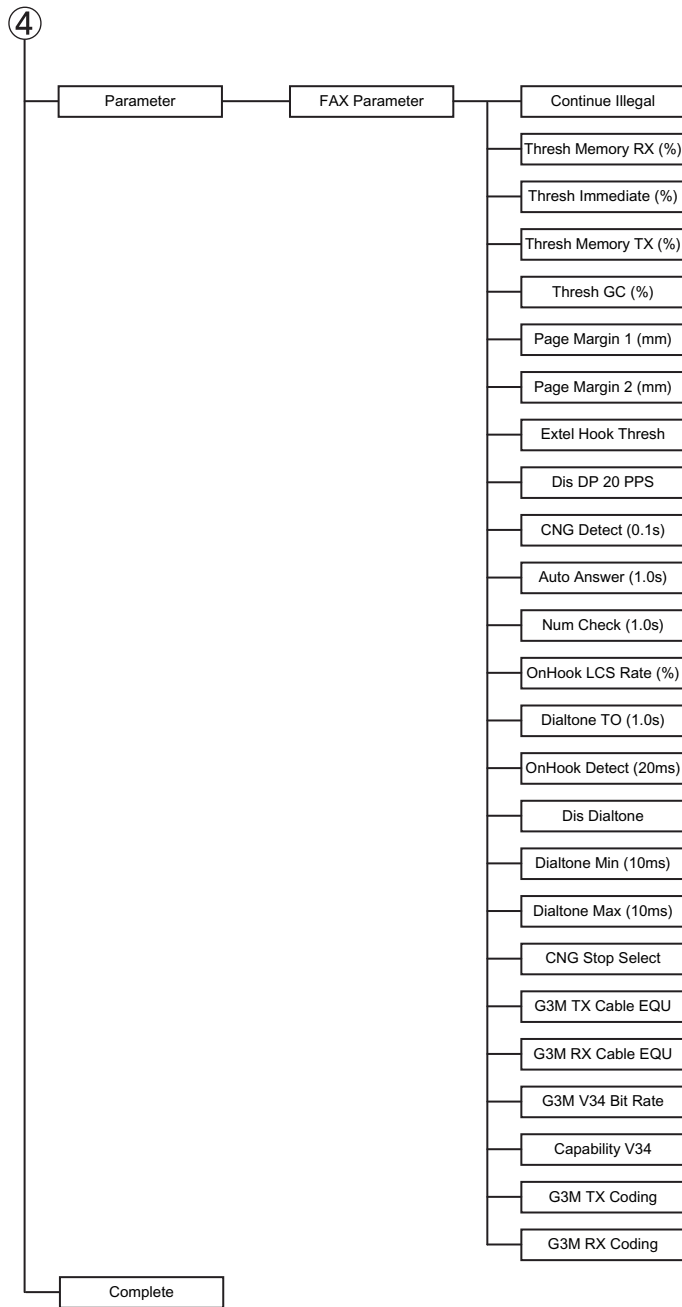 ④
Parameter
FAX Parameter
Continue Illegal
Thresh Memory RX (%)
Thresh Immediate (%)
Thresh Memory TX (%)
Thresh GC (%)
Page Margin 1 (mm)
Page Margin 2 (mm)
Extel Hook Thresh
Dis DP 20 PPS
CNG Detect (0.1s)
Auto Answer (1.0s)
Num Check (1.0s)
OnHook LCS Rate (%)
Dialtone TO (1.0s)
OnHook Detect (20ms)
Dis Dialtone
Dialtone Min (10ms)
Dialtone Max (10ms)
CNG Stop Select
G3M TX Cable EQU
G3M RX Cable EQU
G3M V34 Bit Rate
Capability V34
G3M TX Coding
G3M RX Coding
Complete